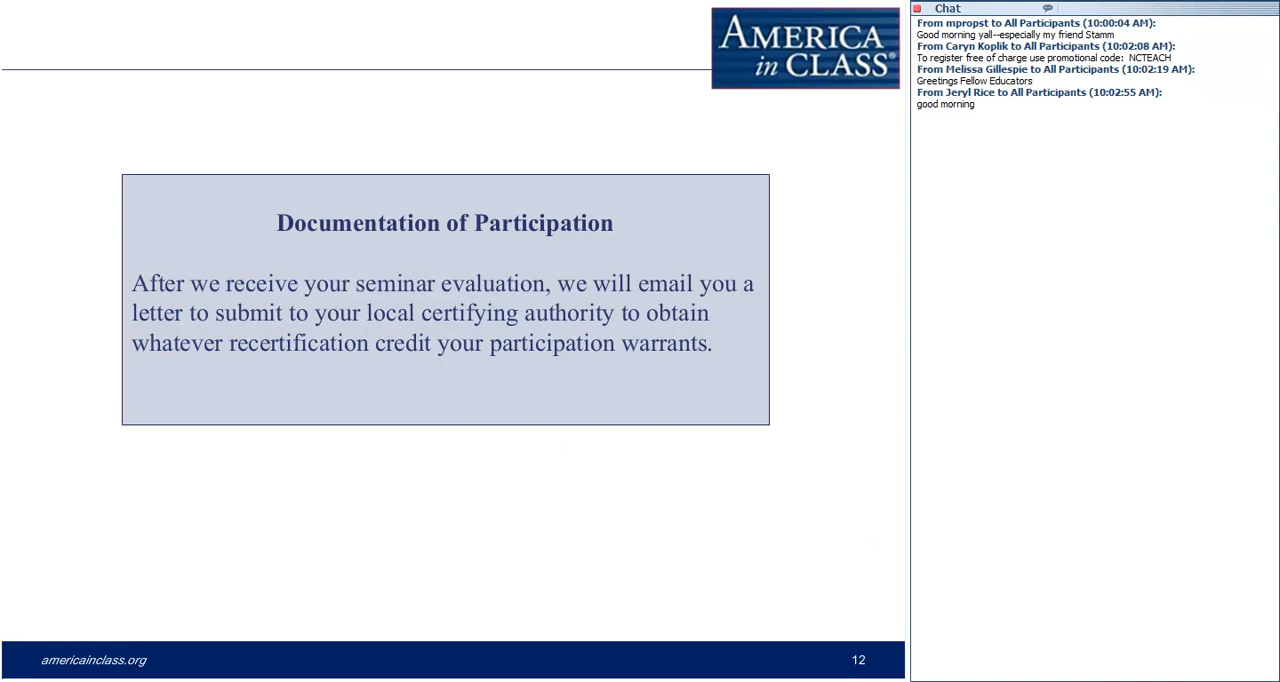 AMERICA
in CLASS®
Documentation of Participation
After we receive your seminar evaluation, we will email you a
letter to submit to your local certifying authority to obtain
whatever recertification credit your participation warrants.
americainclass.org
12
Chat
From mpropst to All Participants (10:00:04 AM):
Good morning yall--especially my friend Stamm
From Caryn Koplik to All Participants (10:02:08 AM):
To register free of charge use promotional code: NCTEACH
From Melissa Gillespie to All Participants (10:02:19 AM):
Greetings Fellow Educators
From Jeryl Rice to All Participants (10:02:55 AM):
good morning